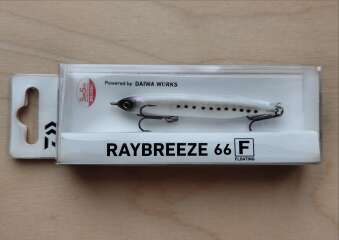 Powered by DAIWA WORKS
RAYBREEZE 66 F
FLOATING